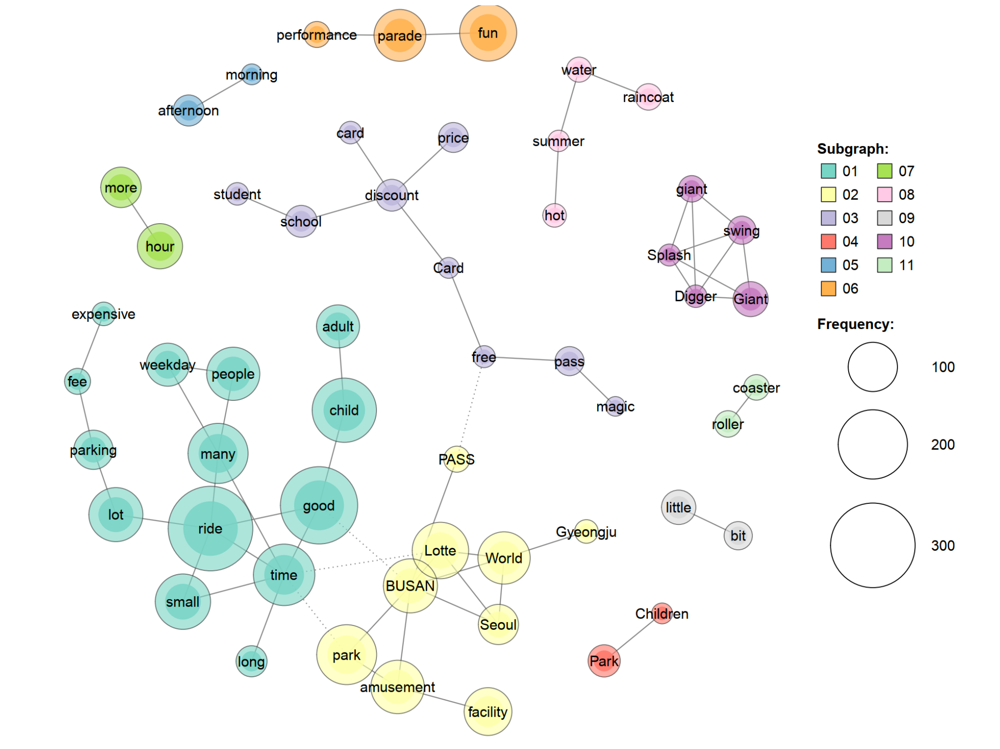 performance
parade
fun
morning
water
afternoon
raincoat
card
price
summer
more
student
discount
giant
hot
school
swing
hour
Splash
Card
Digger
Giant
expensive
adult
free
pass
weekday
people
fee
child
magic
coaster
roller
parking
many
PASS
good
little
lot
ride
Gyeongju
bit
Lotte
World
time
BUSAN
small
Seoul
Children
park
long
Park
amusement
facility
Subgraph:
01 07
02 08
03 09
04 10
05 11
06
Frequency:
100
200
300